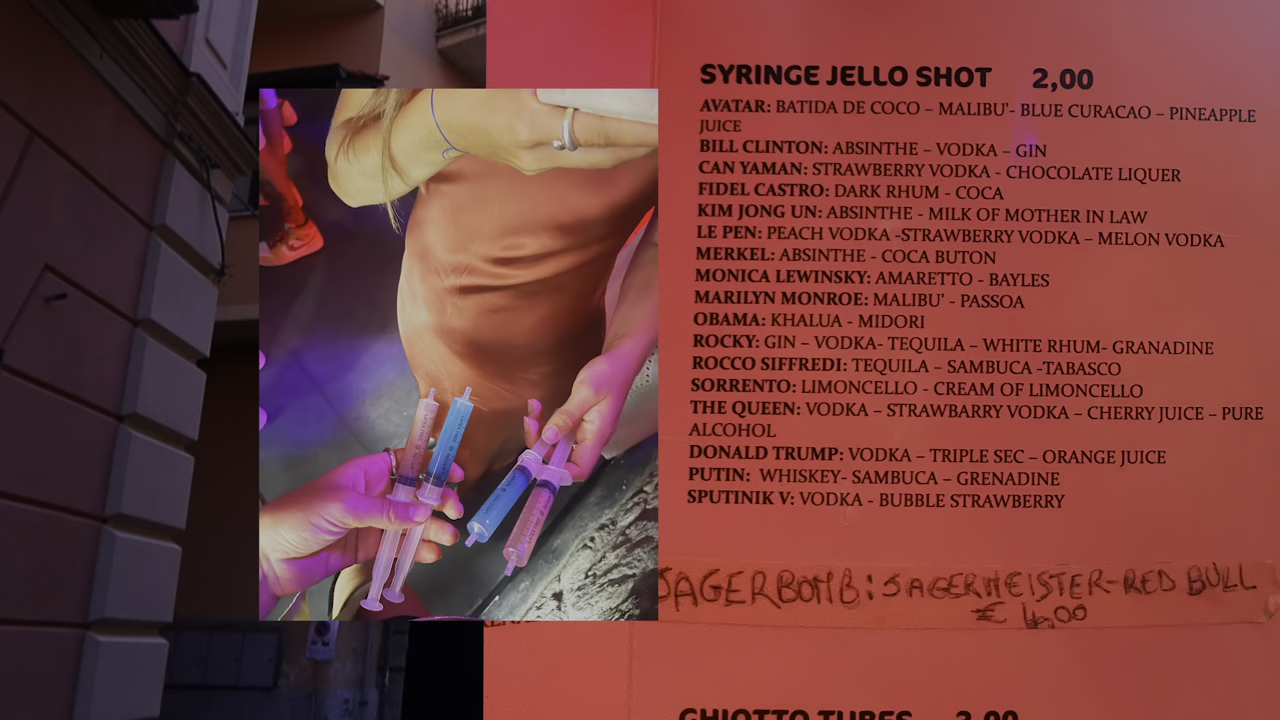 SYRINGE JELLO SHOT 2,00
AVATAR: BATIDA DE COCO – MALIBU'- BLUE CURACAO – PINEAPPLE
JUICE
BILL CLINTON: ABSINTHE – VODKA – GIN
CAN YAMAN: STRAWBERRY VODKA - CHOCOLATE LIQUER
FIDEL CASTRO: DARK RHUM - COCA
KIM JONG UN: ABSINTHE - MILK OF MOTHER IN LAW
LE PEN: PEACH VODKA -STRAWBERRY VODKA – MELON VODKA
MERKEL: ABSINTHE - COCA BUTON
MONICA LEWINSKY: AMARETTO - BAYLES
MARILYN MONROE: MALIBU' - PASSOA
OBAMA: KHALUA - MIDORI
ROCKY: GIN – VODKA- TEQUILA – WHITE RHUM- GRANADINE
ROCCO SIFFREDI: TEQUILA – SAMBUCA -TABASCO
SORRENTO: LIMONCELLO - CREAM OF LIMONCELLO
THE QUEEN: VODKA – STRAWBARRY VODKA – CHERRY JUICE – PURE
ALCOHOL
DONALD TRUMP: VODKA – TRIPLE SEC – ORANGE JUICE
PUTIN: WHISKEY- SAMBUCA – GRENADINE
SPUTINIK V: VODKA - BUBBLE STRAWBERRY
JAGERBOMB: JAGERMEISTER-RED BULL
€ 4,00
GHIOTTO TUBES 3,00